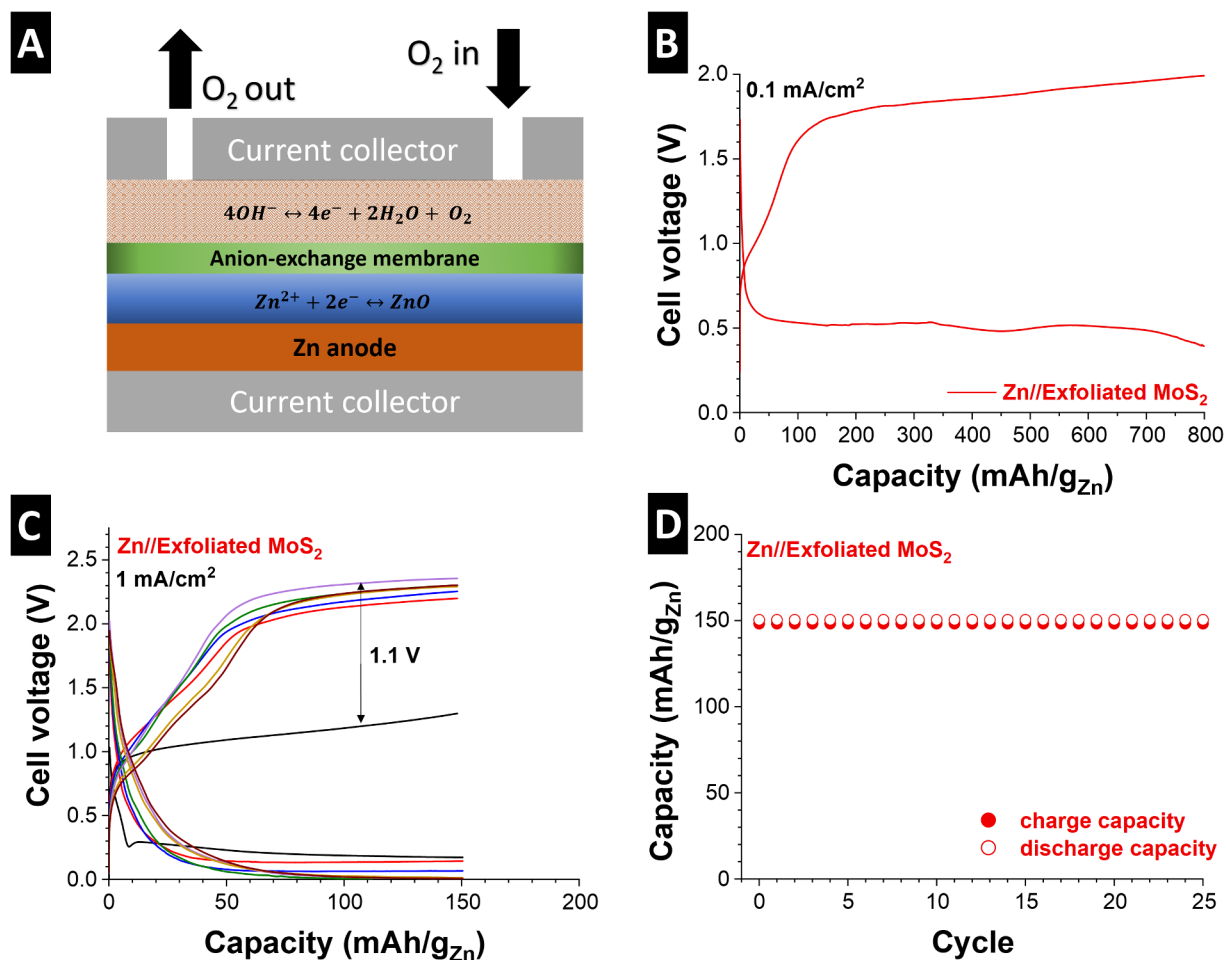 A
O₂ out
O₂ in
Current collector
4OH⁻ ↔ 4e⁻ + 2H₂O + O₂
Anion-exchange membrane
Zn²⁺ + 2e⁻ ↔ ZnO
Zn anode
Current collector
B
0.1 mA/cm²
2.0
1.5
1.0
0.5
0.0
Cell voltage (V)
Zn//Exfoliated MoS₂
0 100 200 300 400 500 600 700 800
Capacity (mAh/g_Zn)
C
Zn//Exfoliated MoS₂
1 mA/cm²
2.5
2.0
1.5
1.0
0.5
0.0
Cell voltage (V)
1.1 V
0 50 100 150 200
Capacity (mAh/g_Zn)
D
Zn//Exfoliated MoS₂
200
150
100
50
0
Capacity (mAh/g_Zn)
charge capacity
discharge capacity
0 5 10 15 20 25
Cycle